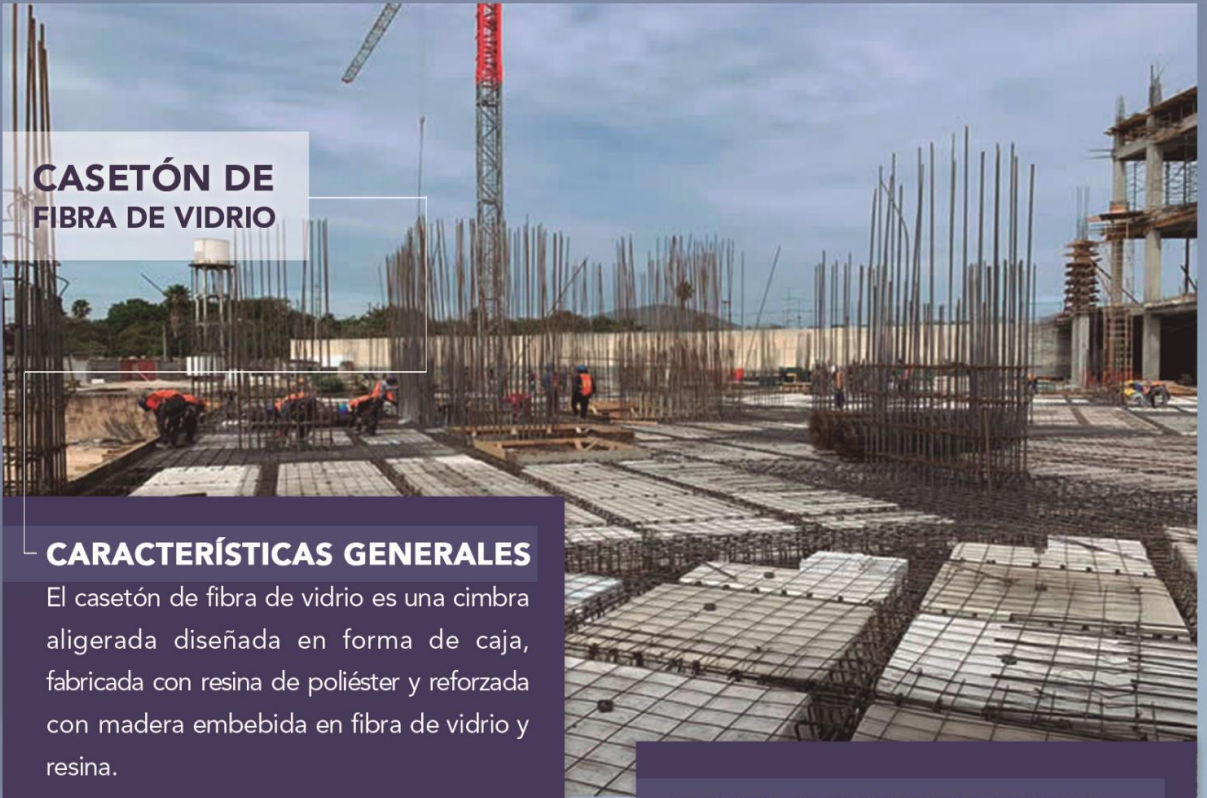 CASETÓN DE
FIBRA DE VIDRIO
CARACTERÍSTICAS GENERALES
El casetón de fibra de vidrio es una cimbra
aligerada diseñada en forma de caja,
fabricada con resina de poliéster y reforzada
con madera embebida en fibra de vidrio y
resina.